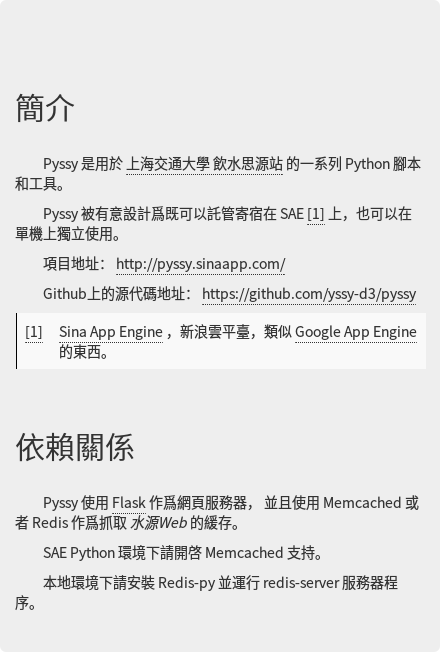 簡介
Pyssy 是用於 上海交通大學 飲水思源站 的一系列 Python 腳本
和工具。
Pyssy 被有意設計爲既可以託管寄宿在 SAE [1] 上，也可以在
單機上獨立使用。
項目地址： http://pyssy.sinaapp.com/
Github上的源代碼地址： https://github.com/yssy-d3/pyssy
[1] Sina App Engine ，新浪雲平臺，類似 Google App Engine
的東西。
依賴關係
Pyssy 使用 Flask 作爲網頁服務器， 並且使用 Memcached 或
者 Redis 作爲抓取 水源Web 的緩存。
SAE Python 環境下請開啓 Memcached 支持。
本地環境下請安裝 Redis-py 並運行 redis-server 服務器程
序。